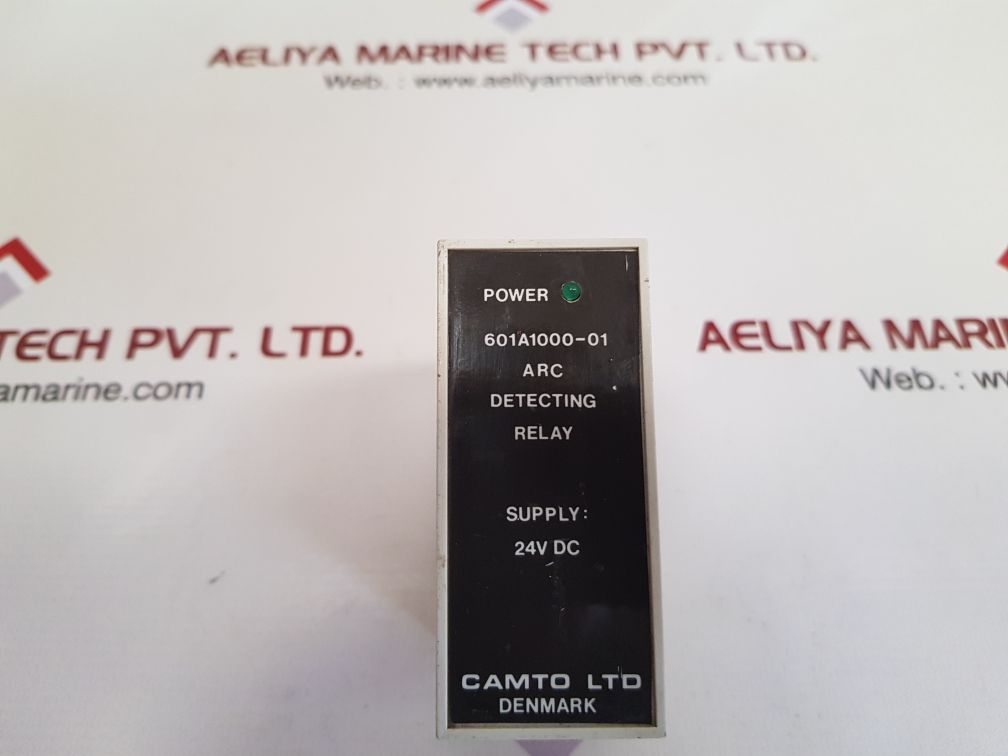 AELIYA MARINE TECH PVT. LTD.
Web. : www.aeliyamarine.com
TECH PVT. LTD.
amarine.com
AELIYA MARINE
Web. : ww
POWER
601A1000-01
ARC
DETECTING
RELAY
SUPPLY:
24V DC
CAMTO LTD
DENMARK